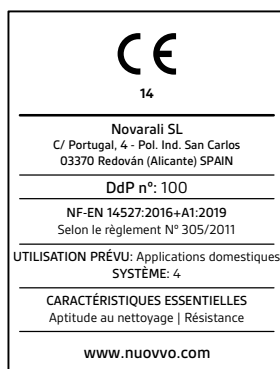 CE
14
Novarali SL
C/ Portugal, 4 - Pol. Ind. San Carlos
03370 Redován (Alicante) SPAIN
DdP nº: 100
NF-EN 14527:2016+A1:2019
Selon le règlement N° 305/2011
UTILISATION PRÉVU: Applications domestiques
SYSTÈME: 4
CARACTÉRISTIQUES ESSENTIELLES
Aptitude au nettoyage | Résistance
www.nuovvo.com